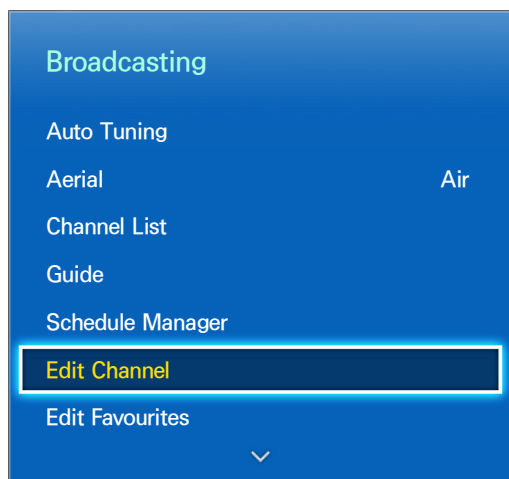 Broadcasting
Auto Tuning
Aerial Air
Channel List
Guide
Schedule Manager
Edit Channel
Edit Favourites